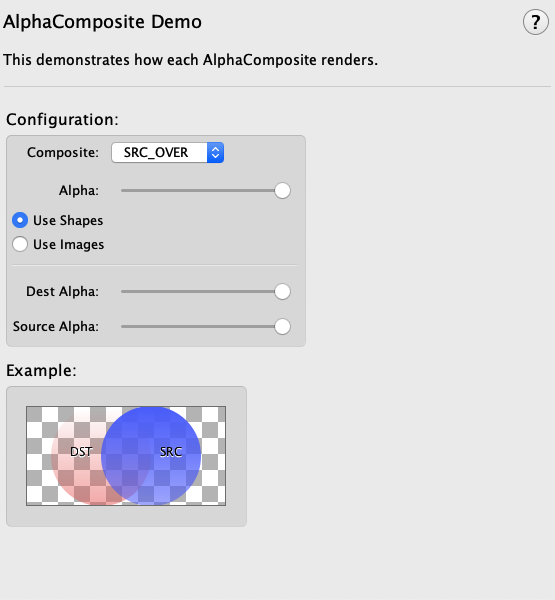 AlphaComposite Demo
?
This demonstrates how each AlphaComposite renders.
Configuration:
Composite: SRC_OVER
Alpha:
Use Shapes
Use Images
Dest Alpha:
Source Alpha:
Example:
DST SRC